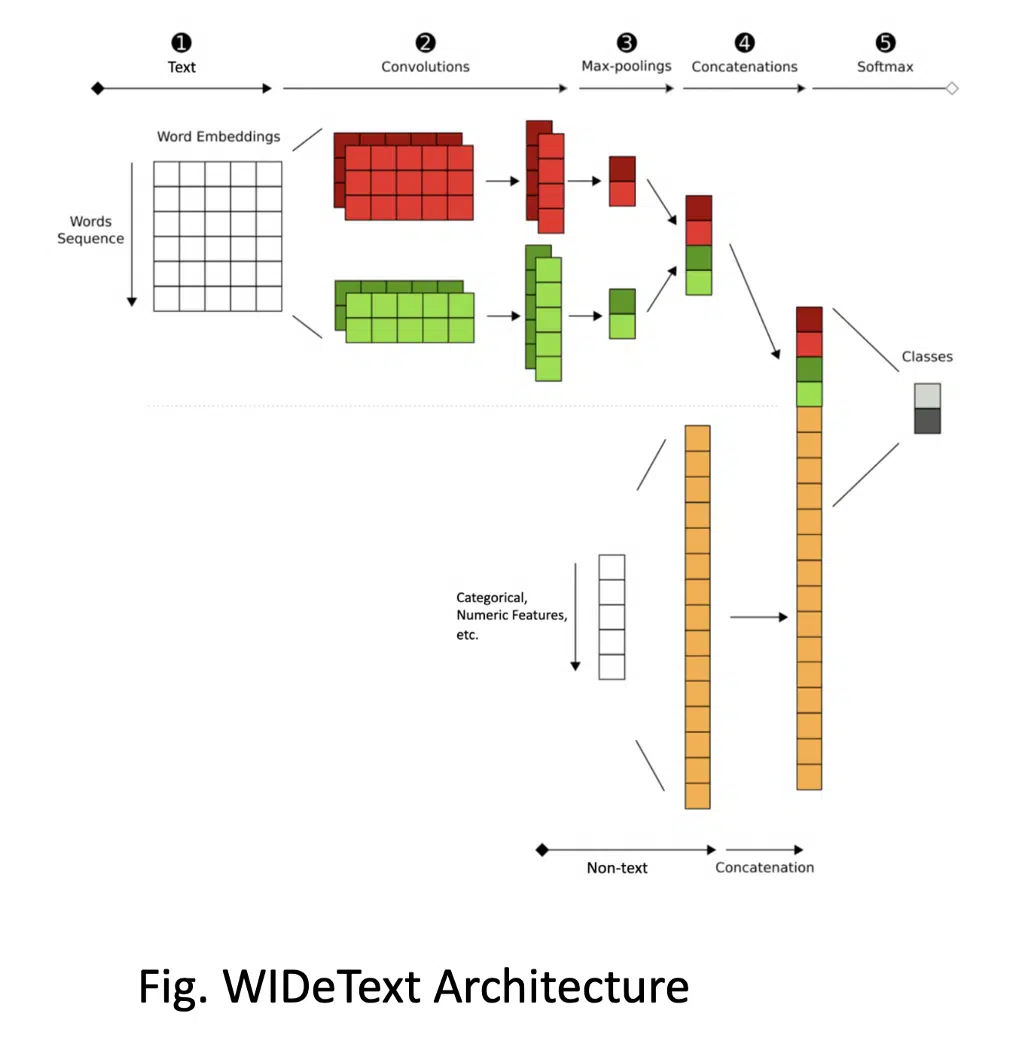 ❶ ❷ ❸ ❹ ❺
Text Convolutions Max-poolings Concatenations Softmax
Word Embeddings
Words
Sequence
Classes
Categorical,
Numeric Features,
etc.
Non-text Concatenation
Fig. WIDeText Architecture